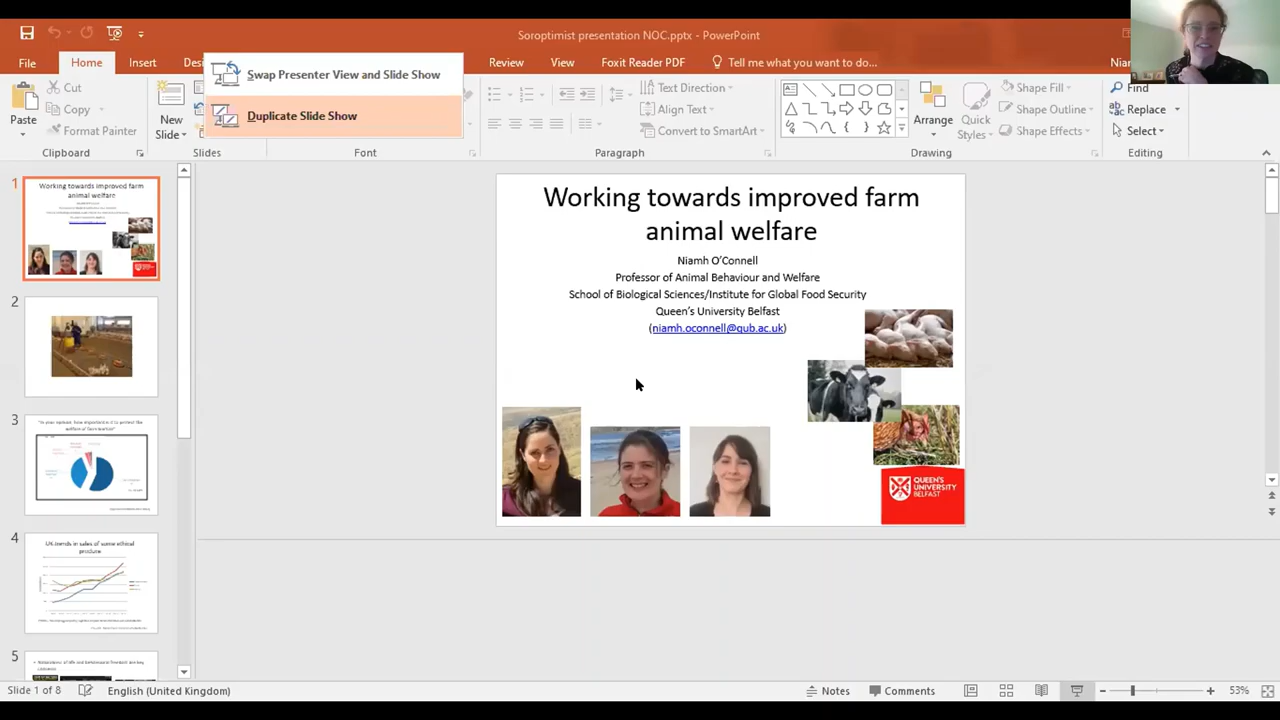 Soroptimist presentation NOC.pptx - PowerPoint
File
Home
Insert
Swap Presenter View and Slide Show
Duplicate Slide Show
Review
View
Foxit Reader PDF
Tell me what you want to do...
Paste
Cut
Copy
Format Painter
Clipboard
New
Slide
Slides
Font
Text Direction
Align Text
Convert to SmartArt
Paragraph
Arrange
Quick
Styles
Shape Fill
Shape Outline
Shape Effects
Drawing
Find
Replace
Select
Editing
1
Working towards improved farm
animal welfare
2
3
4
UK trends in sales of some ethical
produce
5
Working towards improved farm
animal welfare
Niamh O'Connell
Professor of Animal Behaviour and Welfare
School of Biological Sciences/Institute for Global Food Security
Queen's University Belfast
(niamh.oconnell@qub.ac.uk)
QUEEN'S
UNIVERSITY
BELFAST
Slide 1 of 8
English (United Kingdom)
Notes
Comments
53%